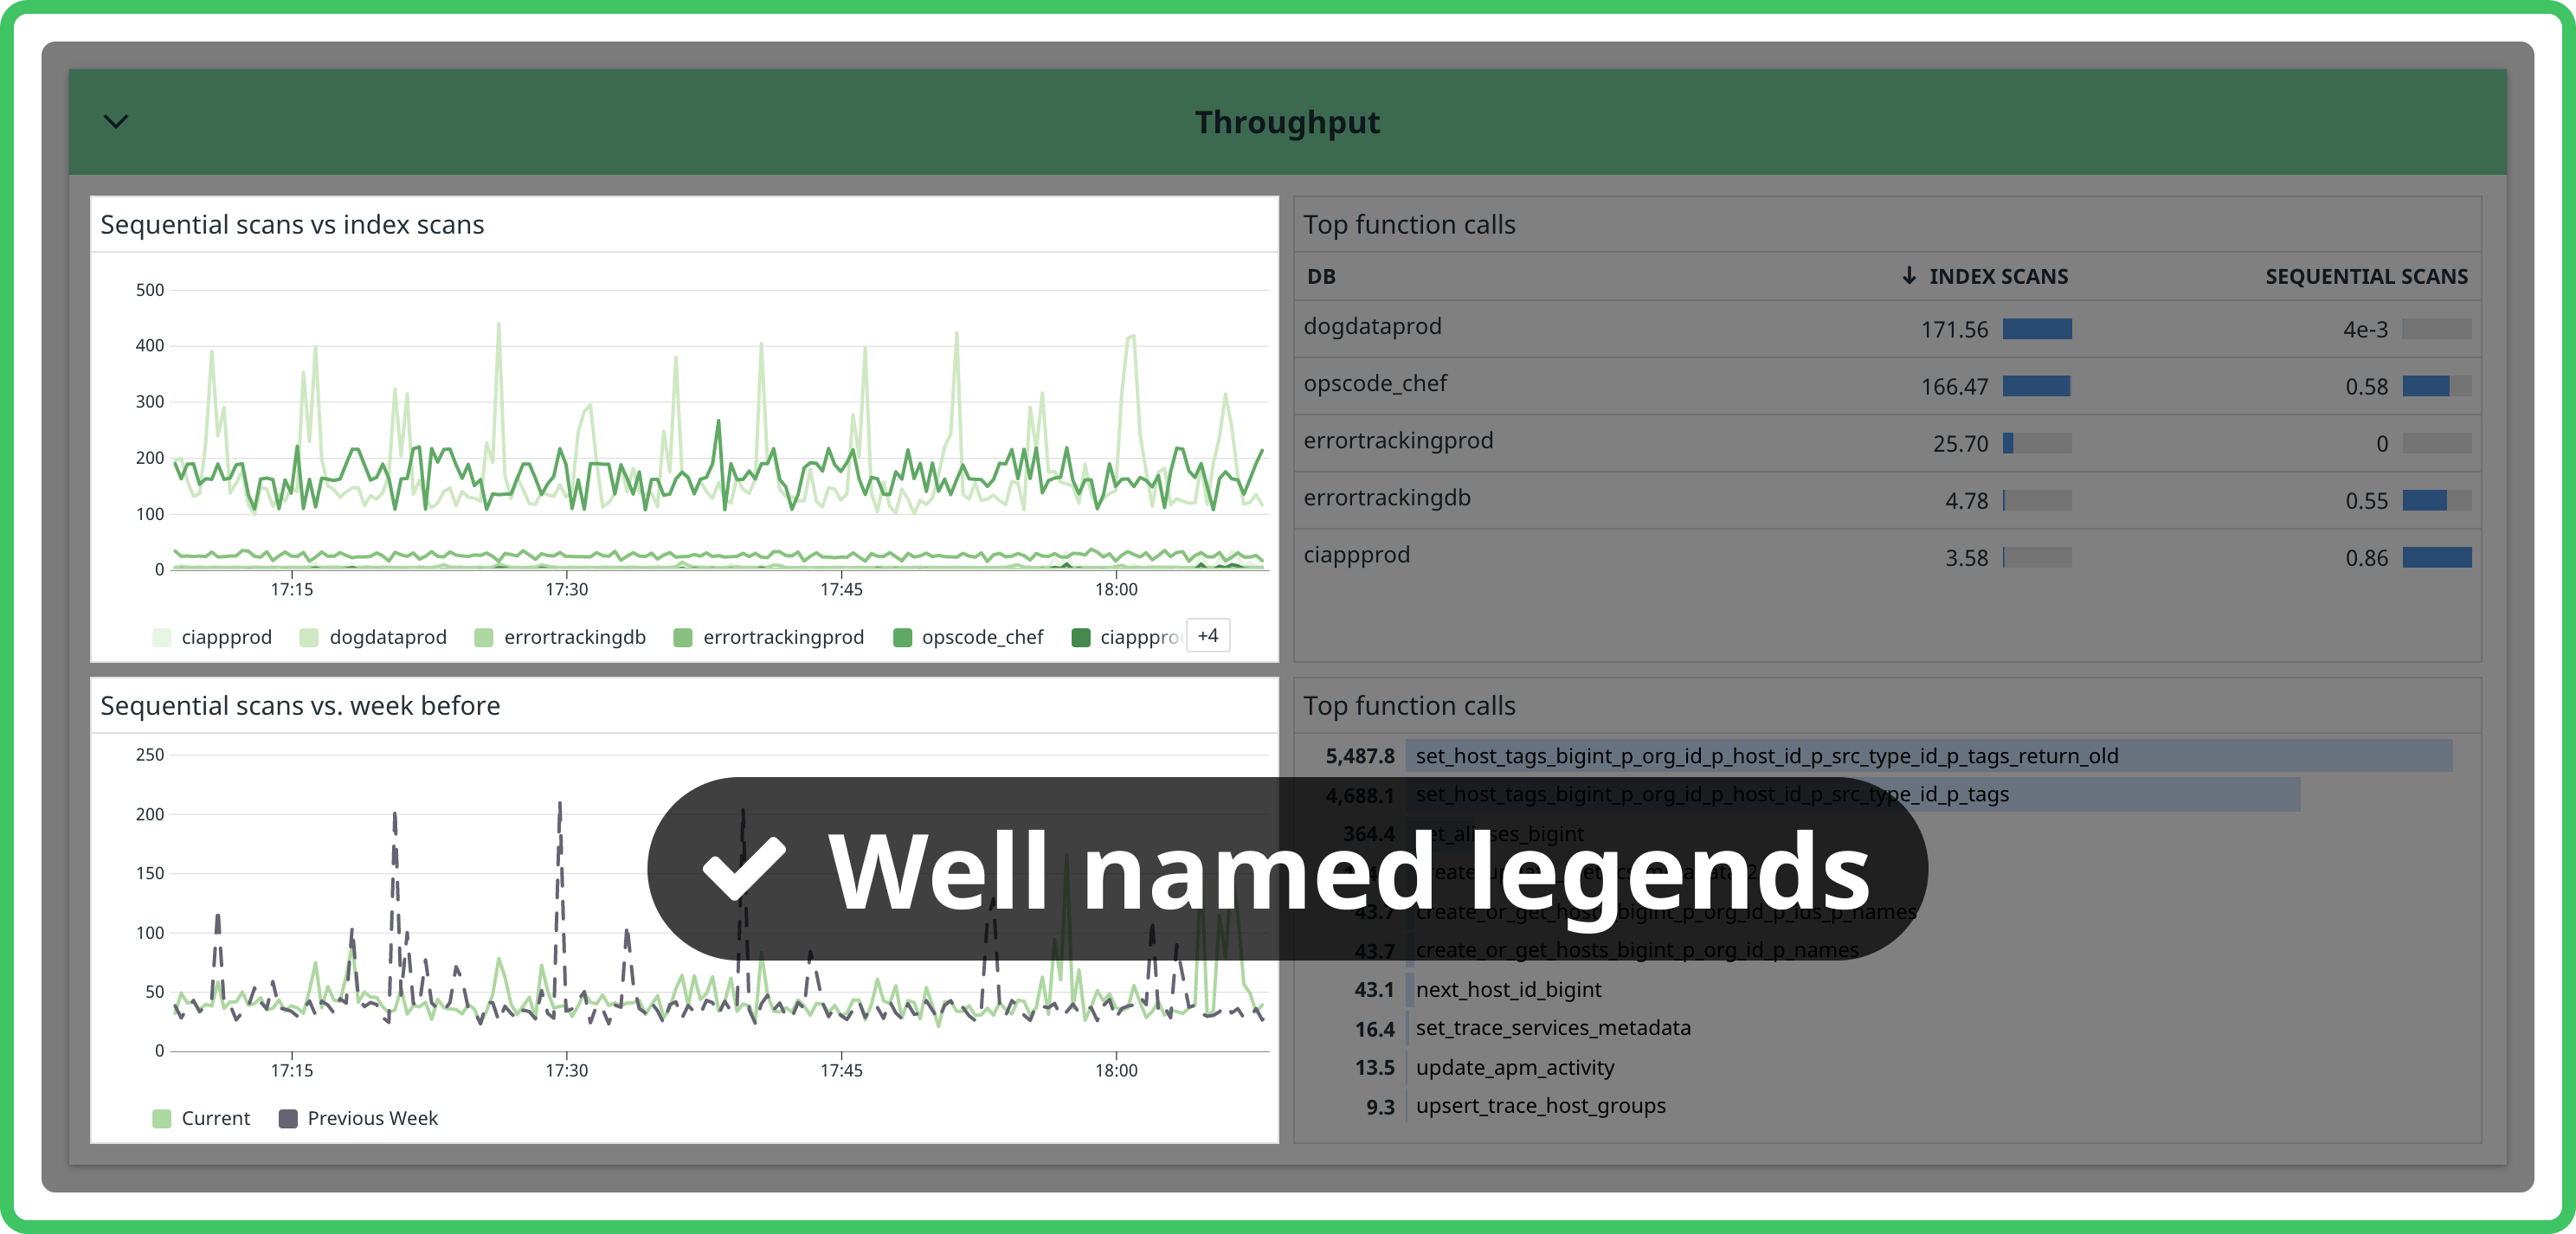 Throughput
Sequential scans vs index scans
500
400
300
200
100
0
17:15 17:30 17:45 18:00
ciappprod dogdataprod errortrackingdb errortrackingprod opscode_chef ciapppro +4
Top function calls
DB INDEX SCANS SEQUENTIAL SCANS
dogdataprod 171.56 4e-3
opscode_chef 166.47 0.58
errortrackingprod 25.70 0
errortrackingdb 4.78 0.55
ciappprod 3.58 0.86
Sequential scans vs. week before
250
200
150
100
50
0
17:15 17:30 17:45 18:00
Current Previous Week
Top function calls
5,487.8 set_host_tags_bigint_p_org_id_p_host_id_p_src_type_id_p_tags_return_old
4,688.1 set_host_tags_bigint_p_org_id_p_host_id_p_src_type_id_p_tags
364.4
Well named legends
43.7 create_or_get_hosts_bigint_p_org_id_p_ids_p_names
43.7 create_or_get_hosts_bigint_p_org_id_p_names
43.1 next_host_id_bigint
16.4 set_trace_services_metadata
13.5 update_apm_activity
9.3 upsert_trace_host_groups